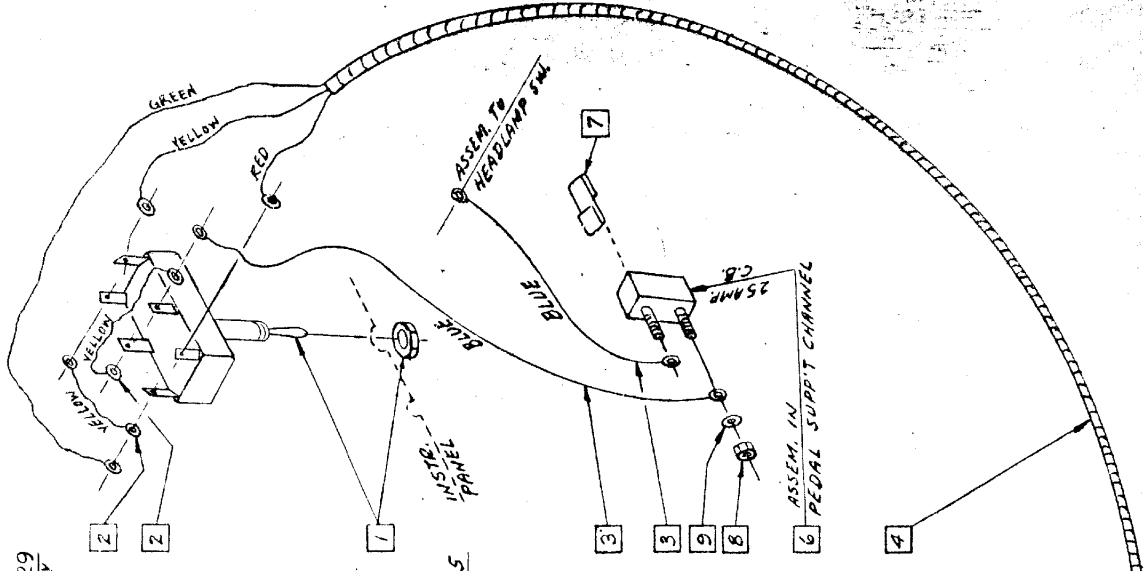 GREEN
YELLOW
RED
YELLOW
YELLOW
BLUE
ASSEM. TO
HEADLAMP SW.
BLUE
INSTR.
PANEL
25 AMP.
C.B.
ASSEM. IN
PEDAL SUPP'T CHANNEL
2
2
1
3
3
9
8
6
4
7
29
5